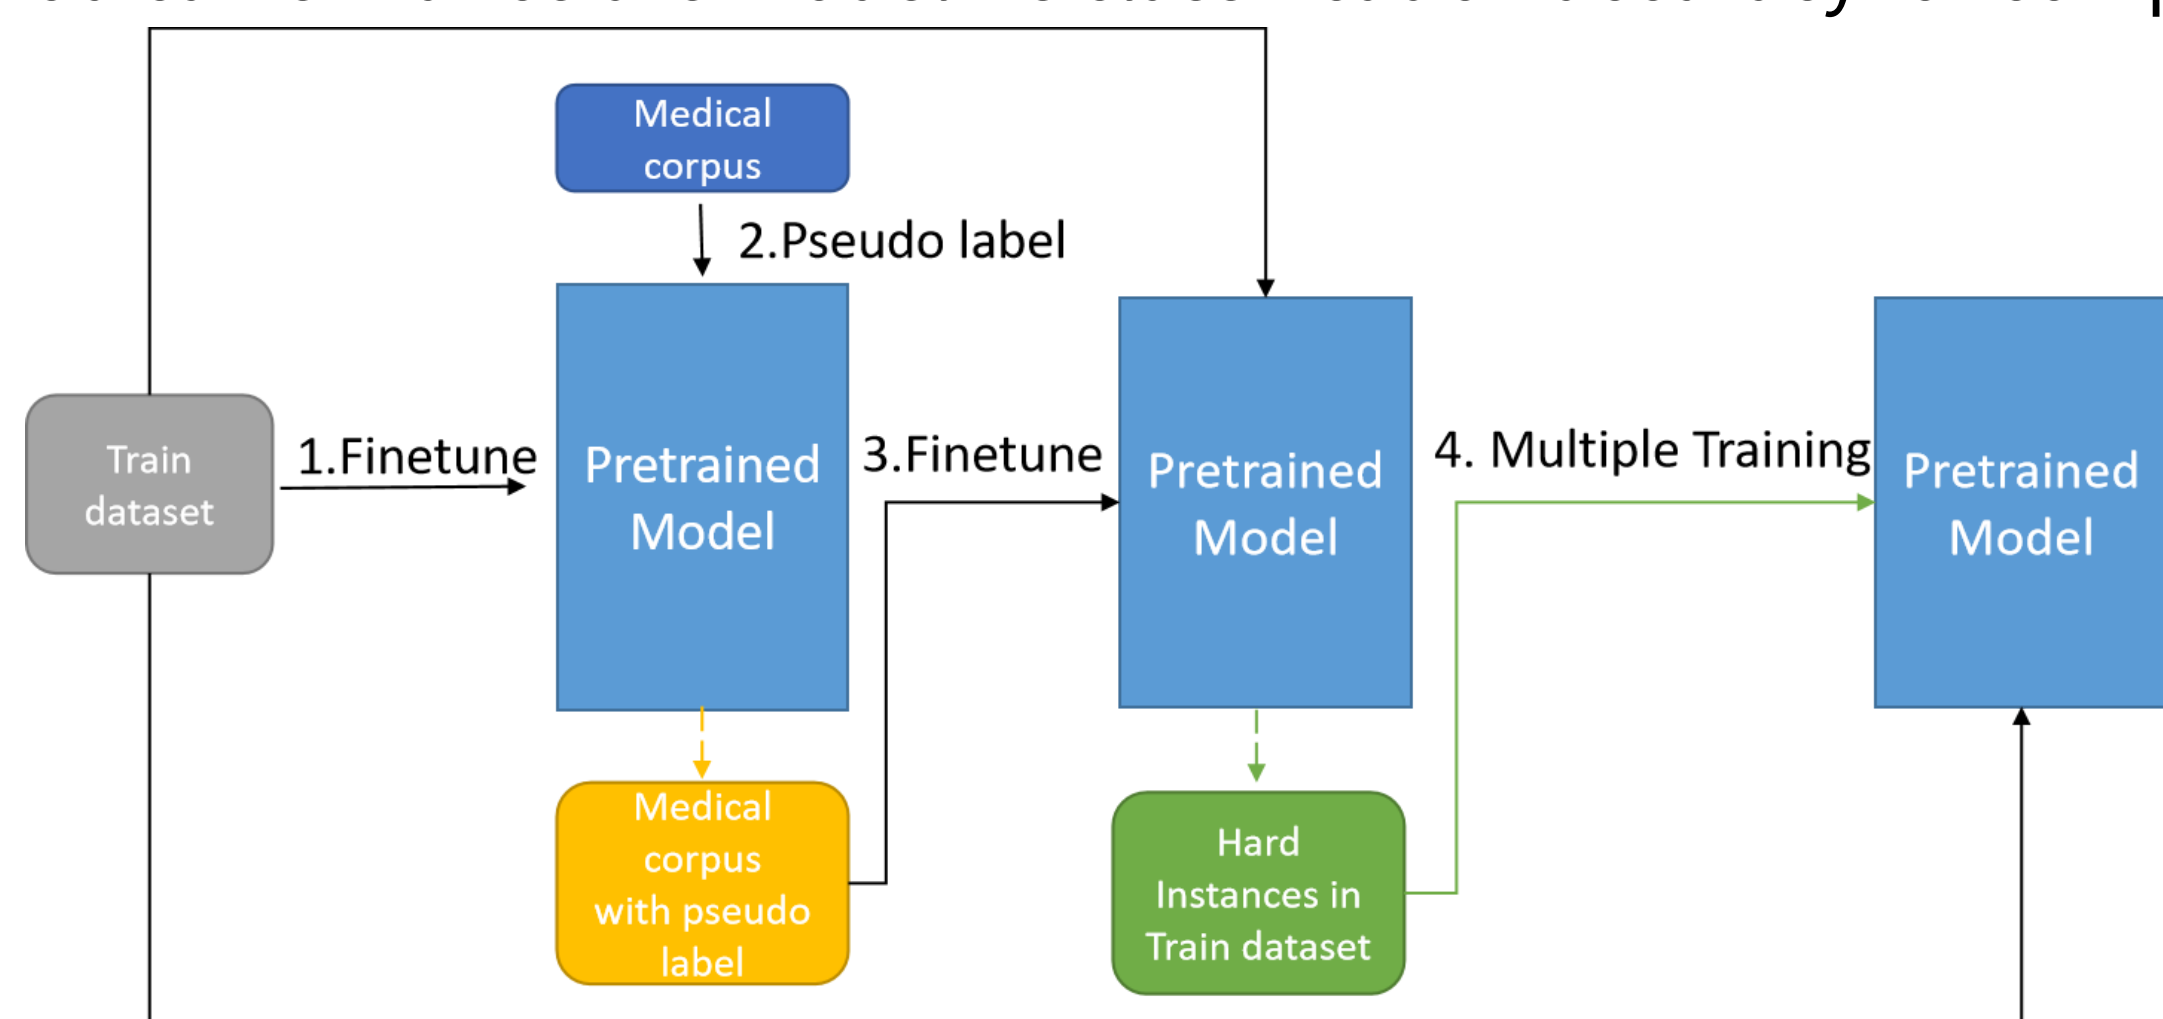 Medical
corpus
2.Pseudo label
Train
dataset
1.Finetune
Pretrained
Model
3.Finetune
Pretrained
Model
4. Multiple Training
Pretrained
Model
Medical
corpus
with pseudo
label
Hard
Instances in
Train dataset